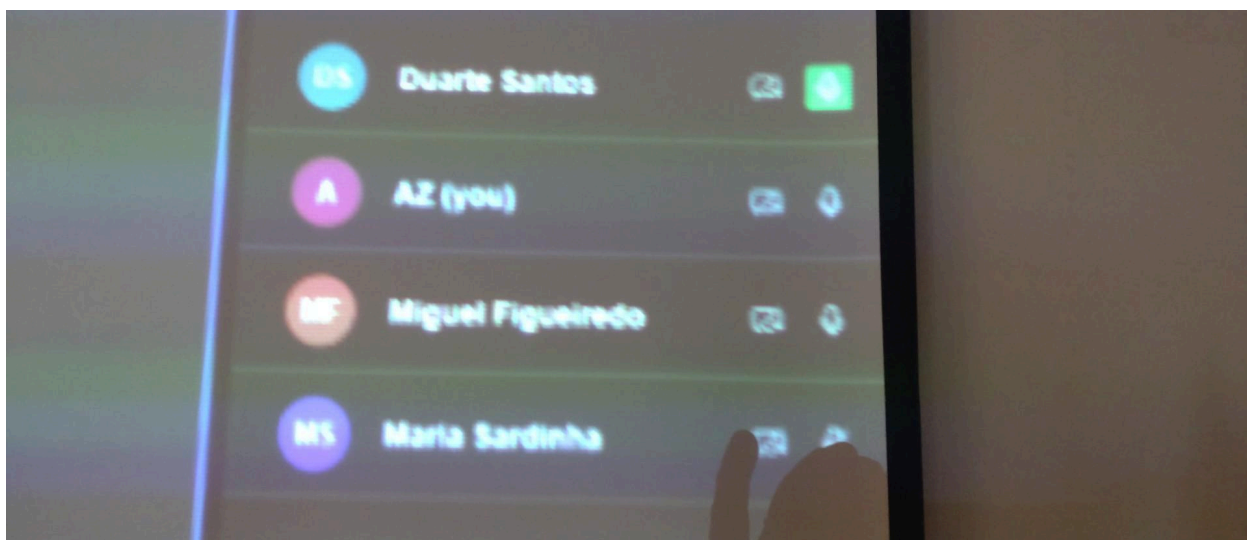 DS Duarte Santos
A AZ (you)
MF Miguel Figueiredo
MS Maria Sardinha